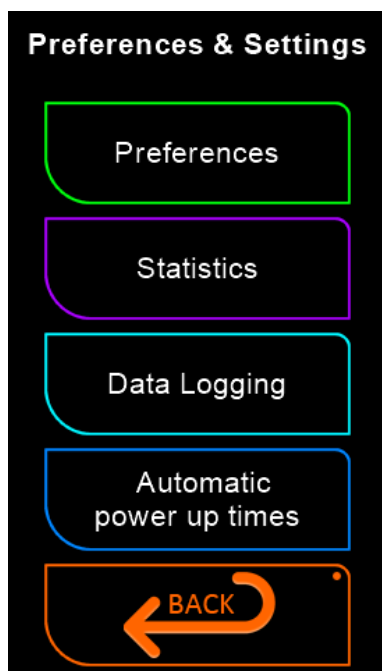 Preferences & Settings
Preferences
Statistics
Data Logging
Automatic
power up times
BACK